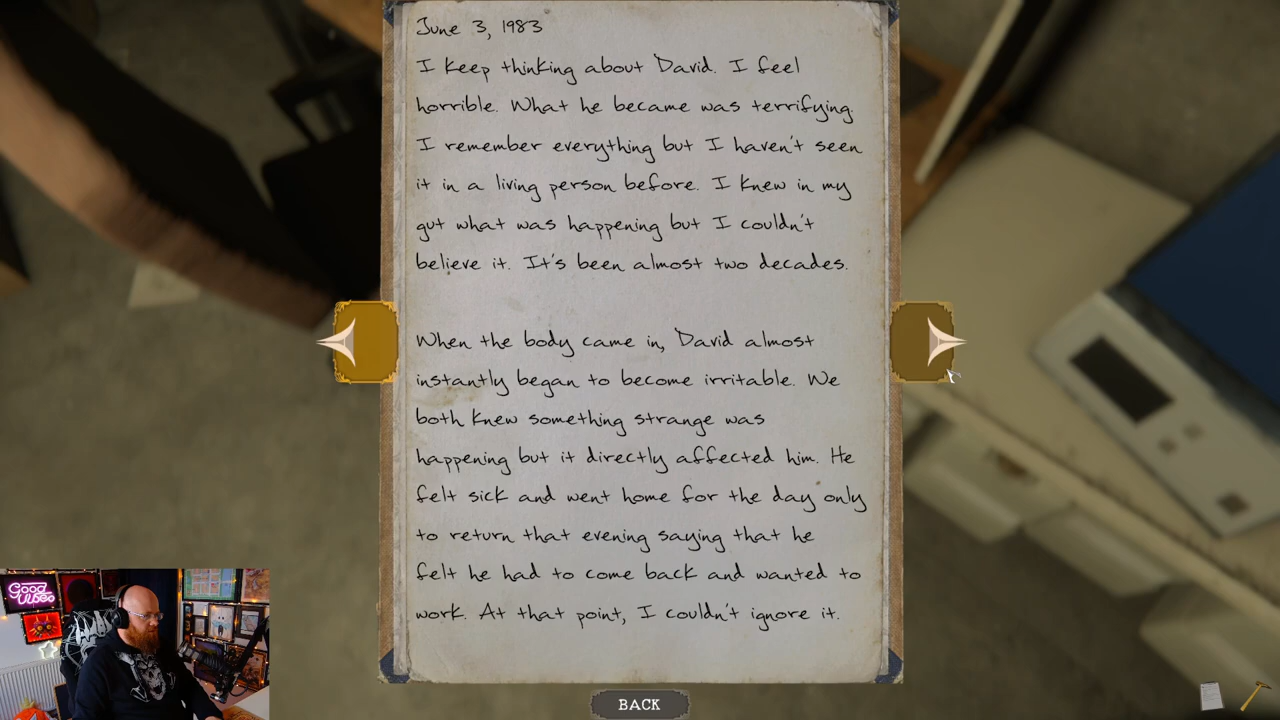 June 3, 1983
I keep thinking about David. I feel
horrible. What he became was terrifying.
I remember everything but I haven't seen
it in a living person before. I knew in my
gut what was happening but I couldn't
believe it. It's been almost two decades.
When the body came in, David almost
instantly began to become irritable. We
both knew something strange was
happening but it directly affected him. He
felt sick and went home for the day only
to return that evening saying that he
felt he had to come back and wanted to
work. At that point, I couldn't ignore it.
Good
Vibes
BACK